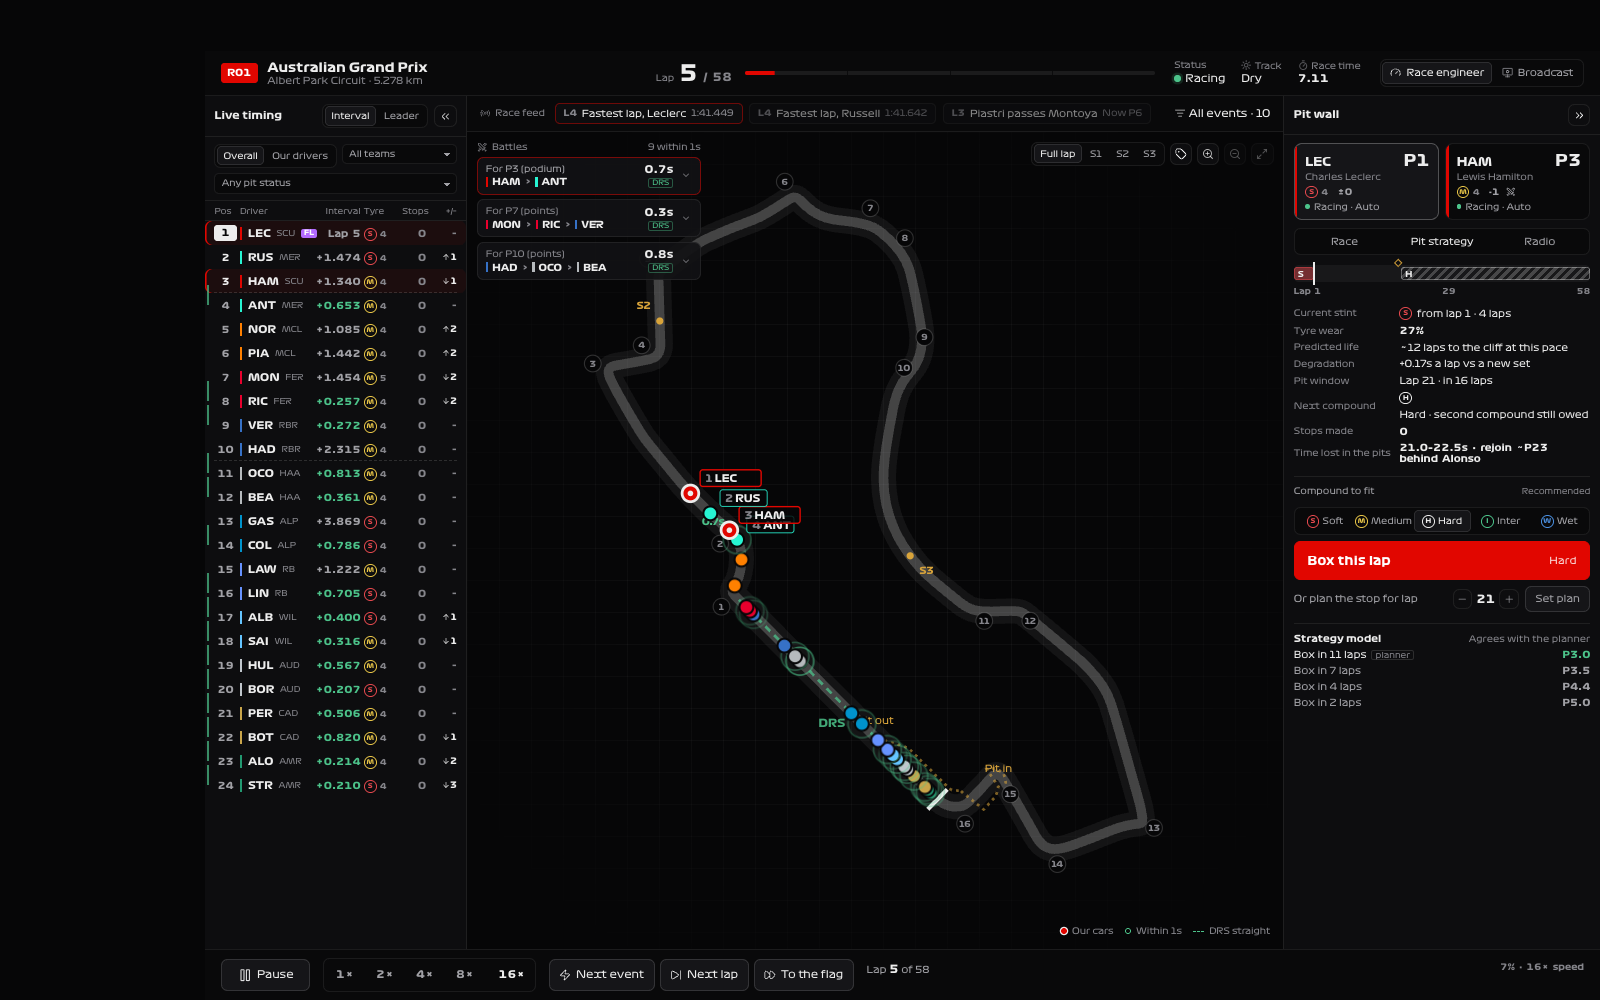 R01
Australian Grand Prix
Albert Park Circuit · 5.278 km
Lap 5 / 58
Status
Racing
Track
Dry
Race time
7.11
Race engineer
Broadcast
Live timing
Interval
Leader
«
Overall
Our drivers
All teams
Any pit status
Pos Driver Interval Tyre Stops +/-
1 LEC SCU FL Lap 5 S 4 0 -
2 RUS MER +1.474 S 4 0 ↑1
3 HAM SCU +1.340 M 4 0 ↓1
4 ANT MER +0.653 M 4 0 -
5 NOR MCL +1.085 M 4 0 ↑2
6 PIA MCL +1.442 M 4 0 ↑2
7 MON FER +1.454 M 5 0 ↓2
8 RIC FER +0.257 M 4 0 ↓2
9 VER RBR +0.272 M 4 0 -
10 HAD RBR +2.315 M 4 0 -
11 OCO HAA +0.813 M 4 0 -
12 BEA HAA +0.361 M 4 0 -
13 GAS ALP +3.869 S 4 0 -
14 COL ALP +0.786 S 4 0 -
15 LAW RB +1.222 M 4 0 -
16 LIN RB +0.705 M 4 0 -
17 ALB WIL +0.400 S 4 0 ↑1
18 SAI WIL +0.316 M 4 0 ↓1
19 HUL AUD +0.567 M 4 0 -
20 BOR AUD +0.207 S 4 0 -
21 PER CAD +0.506 M 4 0 -
22 BOT CAD +0.820 M 4 0 ↓1
23 ALO AMR +0.214 M 4 0 ↓2
24 STR AMR +0.210 S 4 0 ↓3
Race feed
L4 Fastest lap, Leclerc 1:41.449
L4 Fastest lap, Russell 1:41.642
L3 Piastri passes Montoya Now P6
All events · 10
Battles 9 within 1s
For P3 (podium) 0.7s
HAM › ANT DRS
For P7 (points) 0.3s
MON › RIC › VER DRS
For P10 (points) 0.8s
HAD › OCO › BEA DRS
Full lap S1 S2 S3
6
7
8
S2
4
3
9
10
1 LEC
2 RUS
3 HAM
4 ANT
2
1
S3
11
12
DRS
out
Pit in
15
16
13
14
Our cars
Within 1s
DRS straight
Pit wall
»
LEC P1
Charles Leclerc
S 4 ±0
Racing · Auto
HAM P3
Lewis Hamilton
M 4 -1
Racing · Auto
Race
Pit strategy
Radio
S H
Lap 1 29 58
Current stint S from lap 1 · 4 laps
Tyre wear 27%
Predicted life ~12 laps to the cliff at this pace
Degradation +0.17s a lap vs a new set
Pit window Lap 21 · in 16 laps
Next compound H
Hard · second compound still owed
Stops made 0
Time lost in the pits 21.0-22.5s · rejoin ~P23
behind Alonso
Compound to fit Recommended
S Soft M Medium H Hard I Inter W Wet
Box this lap Hard
Or plan the stop for lap − 21 + Set plan
Strategy model Agrees with the planner
Box in 11 laps planner P3.0
Box in 7 laps P3.5
Box in 4 laps P4.4
Box in 2 laps P5.0
Pause
1× 2× 4× 8× 16×
Next event
Next lap
To the flag
Lap 5 of 58
7% · 16× speed